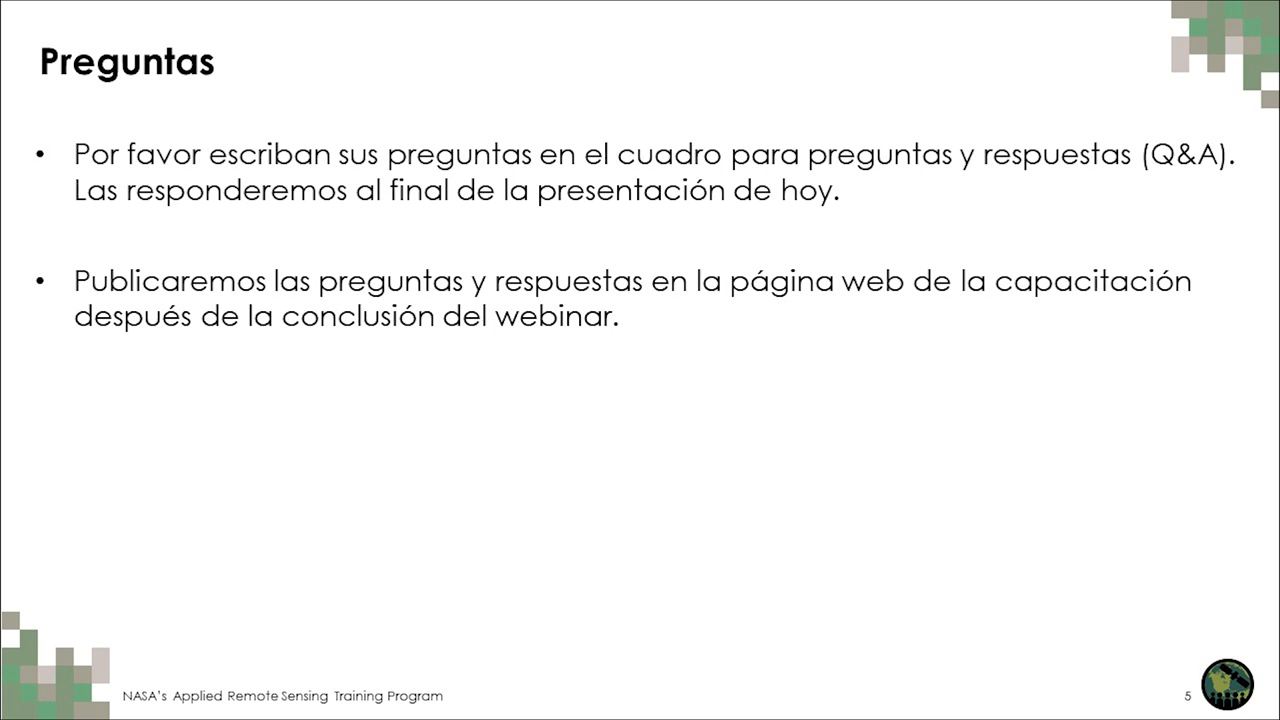 Preguntas
• Por favor escriban sus preguntas en el cuadro para preguntas y respuestas (Q&A).
Las responderemos al final de la presentación de hoy.
• Publicaremos las preguntas y respuestas en la página web de la capacitación
después de la conclusión del webinar.
NASA's Applied Remote Sensing Training Program
5